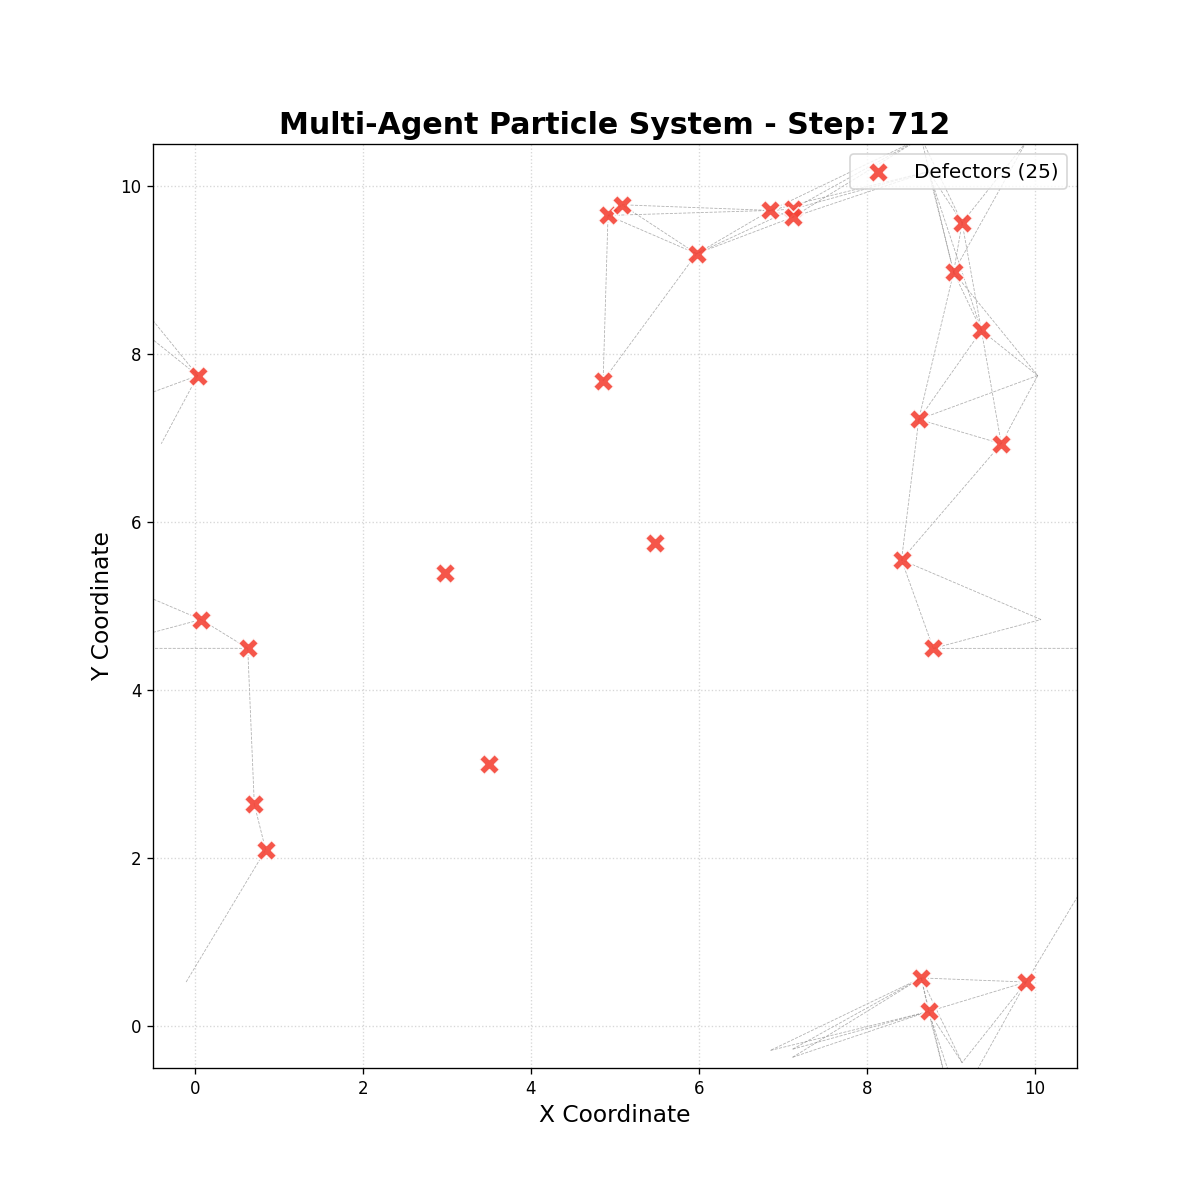 Multi-Agent Particle System - Step: 712
Defectors (25)
10
8
6
4
2
0
Y Coordinate
0 2 4 6 8 10
X Coordinate